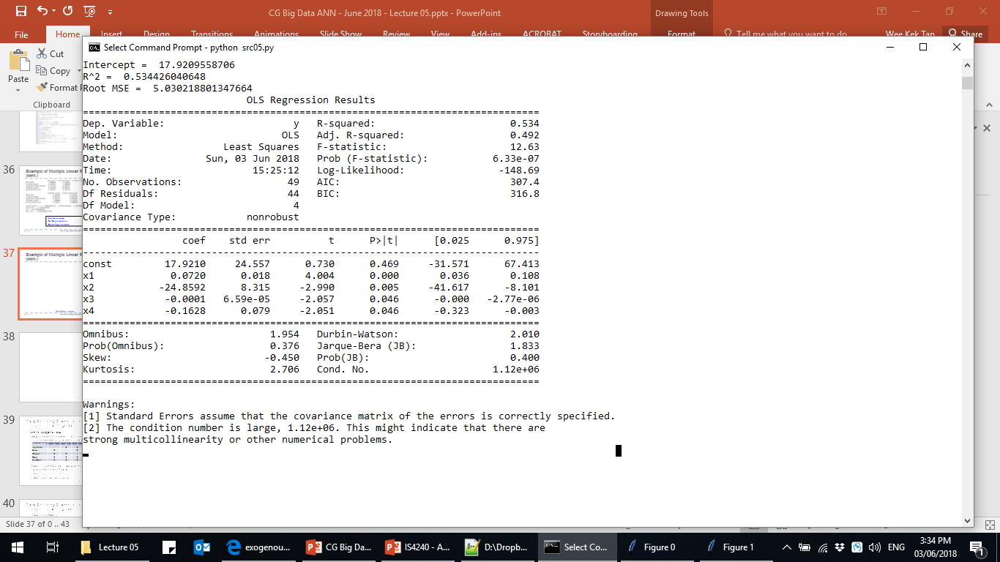 CG Big Data ANN - June 2018 - Lecture 05.pptx - PowerPoint
Drawing Tools
File Home Insert Design Transitions Animations Slide Show Review View Add-ins ACROBAT Storyboarding Format Tell me what you want to do Wee Kek Tan Share
Select Command Prompt - python src05.py
Cut
Copy
Paste
Clipboard
Intercept =  17.9209558706
R^2 =  0.534426040648
Root MSE =  5.030218801347664
OLS Regression Results
==============================================================================
Dep. Variable: y R-squared: 0.534
Model: OLS Adj. R-squared: 0.492
Method: Least Squares F-statistic: 12.63
Date: Sun, 03 Jun 2018 Prob (F-statistic): 6.33e-07
Time: 15:25:12 Log-Likelihood: -148.69
No. Observations: 49 AIC: 307.4
Df Residuals: 44 BIC: 316.8
Df Model: 4
Covariance Type: nonrobust
==============================================================================
coef std err t P>|t| [0.025 0.975]
------------------------------------------------------------------------------
const 17.9210 24.557 0.730 0.469 -31.571 67.413
x1 0.0720 0.018 4.004 0.000 0.036 0.108
x2 -24.8592 8.315 -2.990 0.005 -41.617 -8.101
x3 -0.0001 6.59e-05 -2.057 0.046 -0.000 -2.77e-06
x4 -0.1628 0.079 -2.051 0.046 -0.323 -0.003
==============================================================================
Omnibus: 1.954 Durbin-Watson: 2.010
Prob(Omnibus): 0.376 Jarque-Bera (JB): 1.833
Skew: -0.450 Prob(JB): 0.400
Kurtosis: 2.706 Cond. No. 1.12e+06
==============================================================================
Warnings:
[1] Standard Errors assume that the covariance matrix of the errors is correctly specified.
[2] The condition number is large, 1.12e+06. This might indicate that there are
strong multicollinearity or other numerical problems.
36
37
38
39
40
Slide 37 of 0 .. 43
Lecture 05
exogenou...
CG Big Da...
IS4240 - A...
D:\Dropb...
Select Co...
Figure 0
Figure 1
ENG
3:34 PM
03/06/2018
1